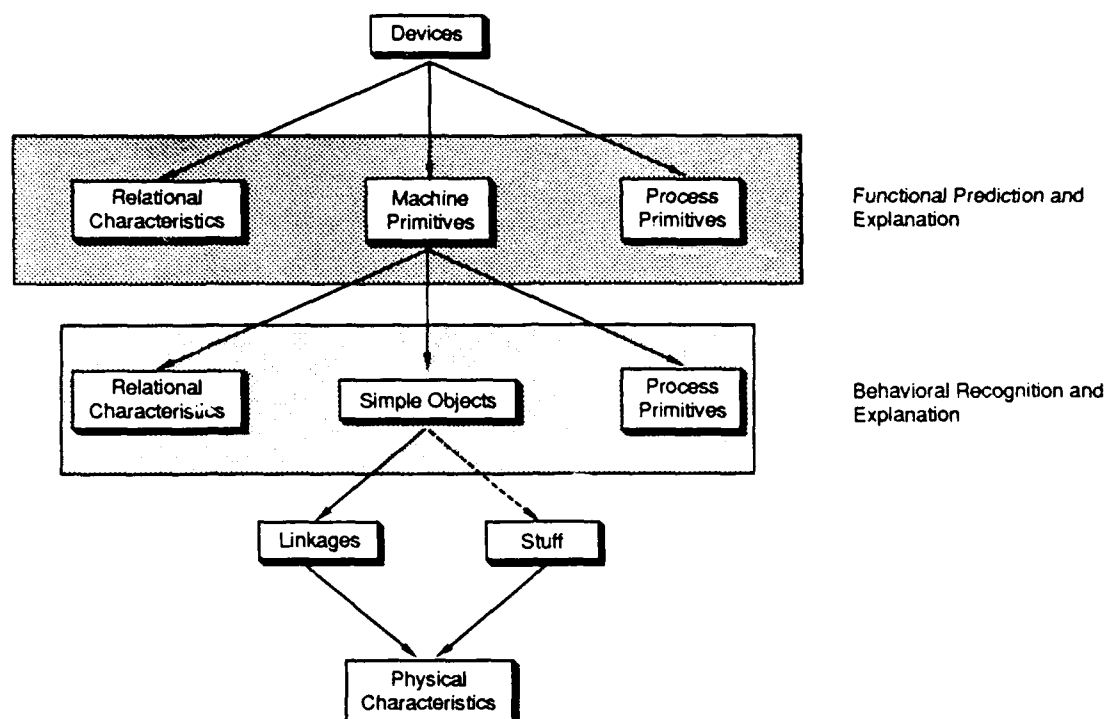 Devices
Relational
Characteristics
Machine
Primitives
Process
Primitives
Functional Prediction and
Explanation
Relational
Characteristics
Simple Objects
Process
Primitives
Behavioral Recognition and
Explanation
Linkages
Stuff
Physical
Characteristics